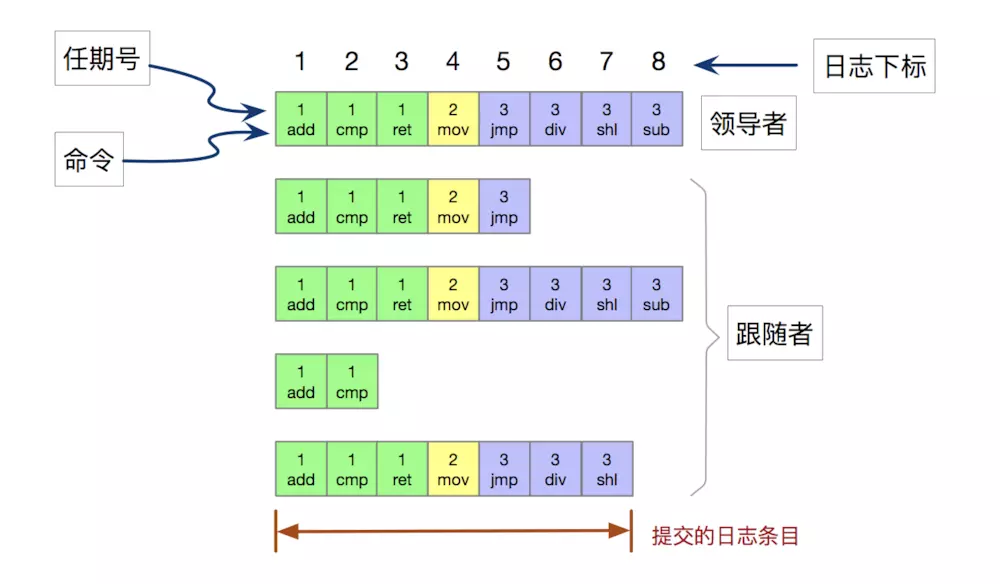 任期号
1 2 3 4 5 6 7 8
日志下标
1 1 1 2 3 3 3 3
add cmp ret mov jmp div shl sub
领导者
命令
1 1 1 2 3
add cmp ret mov jmp
1 1 1 2 3 3 3 3
add cmp ret mov jmp div shl sub
跟随者
1 1
add cmp
1 1 1 2 3 3 3
add cmp ret mov jmp div shl
提交的日志条目